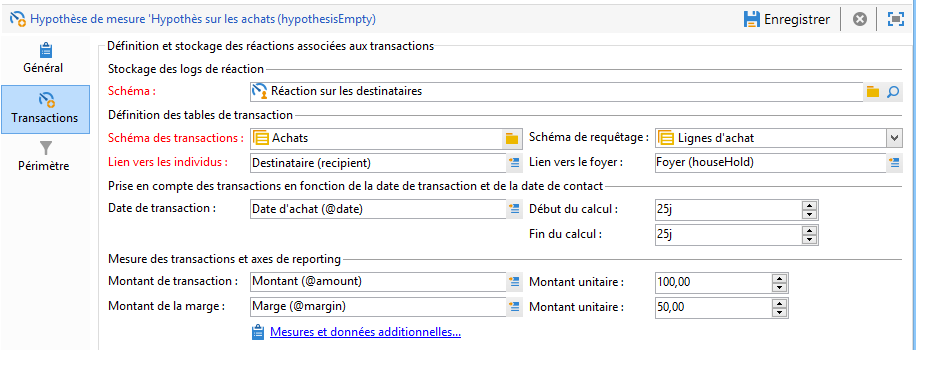 Hypothèse de mesure 'Hypothès sur les achats (hypothesisEmpty)
Enregistrer
Général
Transactions
Périmètre
Définition et stockage des réactions associées aux transactions
Stockage des logs de réaction
Schéma : Réaction sur les destinataires
Définition des tables de transaction
Schéma des transactions : Achats Schéma de requêtage : Lignes d'achat
Lien vers les individus : Destinataire (recipient) Lien vers le foyer : Foyer (houseHold)
Prise en compte des transactions en fonction de la date de transaction et de la date de contact
Date de transaction : Date d'achat (@date) Début du calcul : 25j
Fin du calcul : 25j
Mesure des transactions et axes de reporting
Montant de transaction : Montant (@amount) Montant unitaire : 100,00
Montant de la marge : Marge (@margin) Montant unitaire : 50,00
Mesures et données additionnelles...